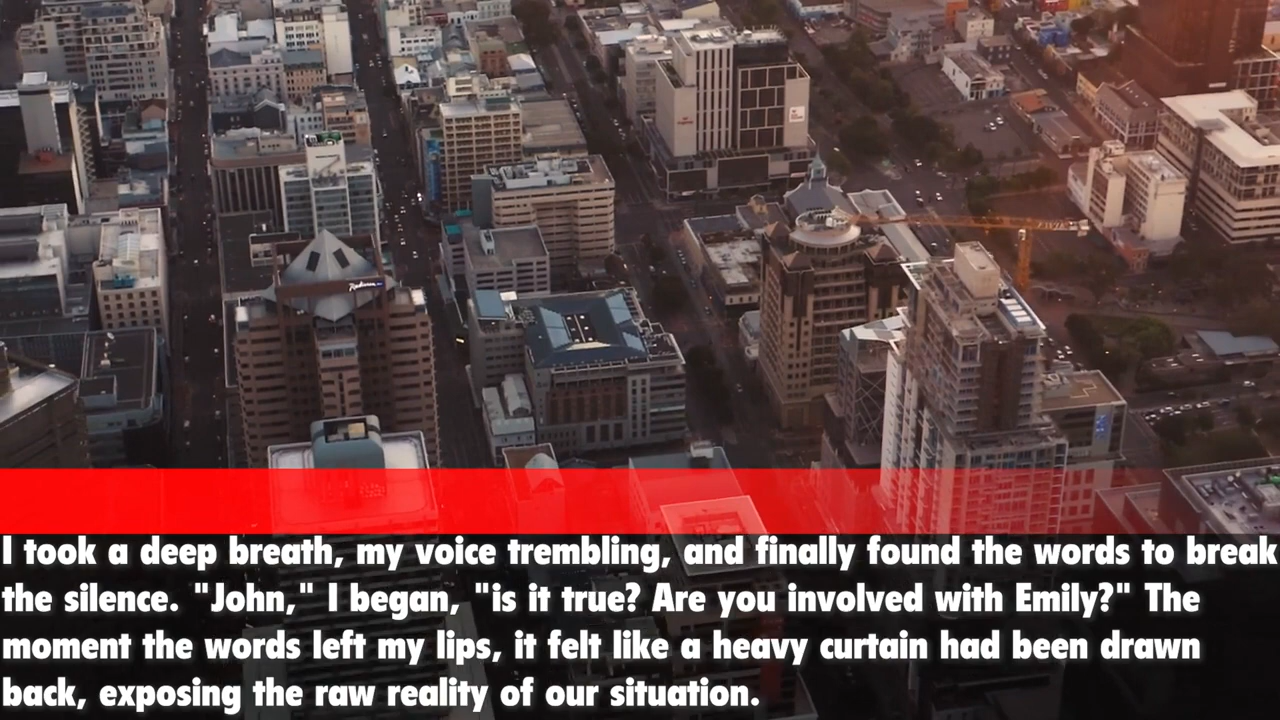 Radisson
I took a deep breath, my voice trembling, and finally found the words to break
the silence. "John," I began, "is it true? Are you involved with Emily?" The
moment the words left my lips, it felt like a heavy curtain had been drawn
back, exposing the raw reality of our situation.